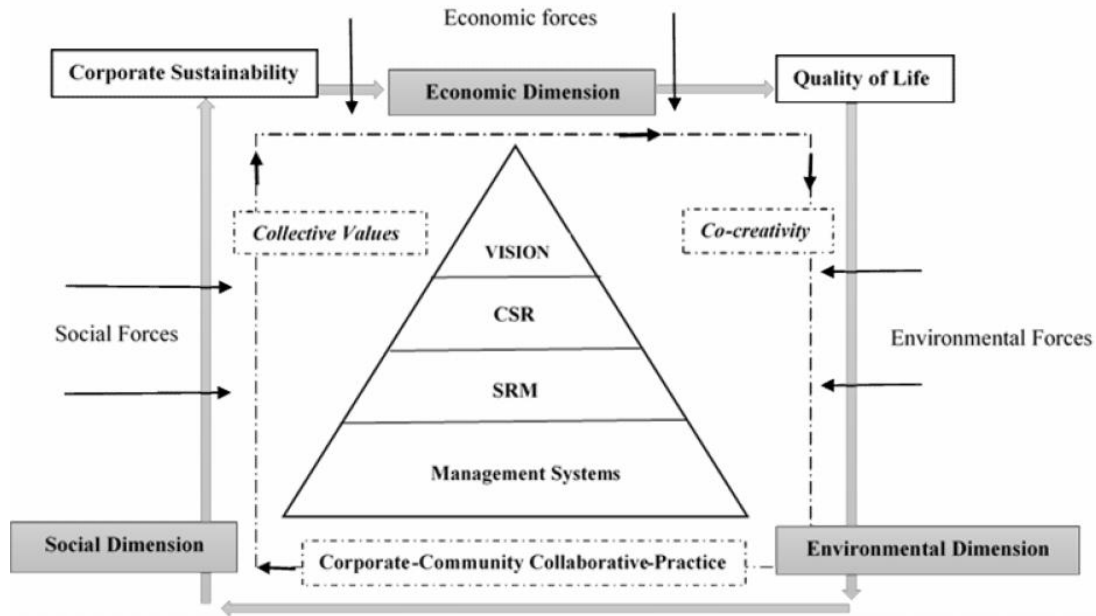 Economic forces
Corporate Sustainability
Economic Dimension
Quality of Life
Collective Values
Co-creativity
VISION
CSR
Social Forces
Environmental Forces
SRM
Management Systems
Social Dimension
Corporate-Community Collaborative-Practice
Environmental Dimension